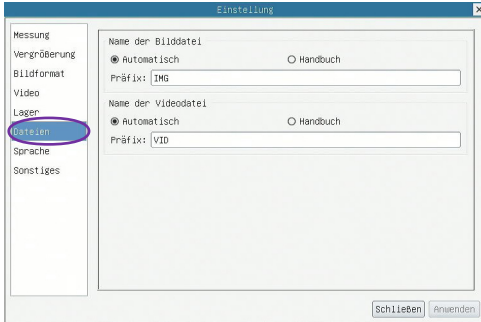 Einstellung
Messung
Vergrößerung
Bildformat
Video
Lager
Dateien
Sprache
Sonstiges
Name der Bilddatei
Automatisch
Handbuch
Präfix: IMG
Name der Videodatei
Automatisch
Handbuch
Präfix: VID
Schließen
Anwenden